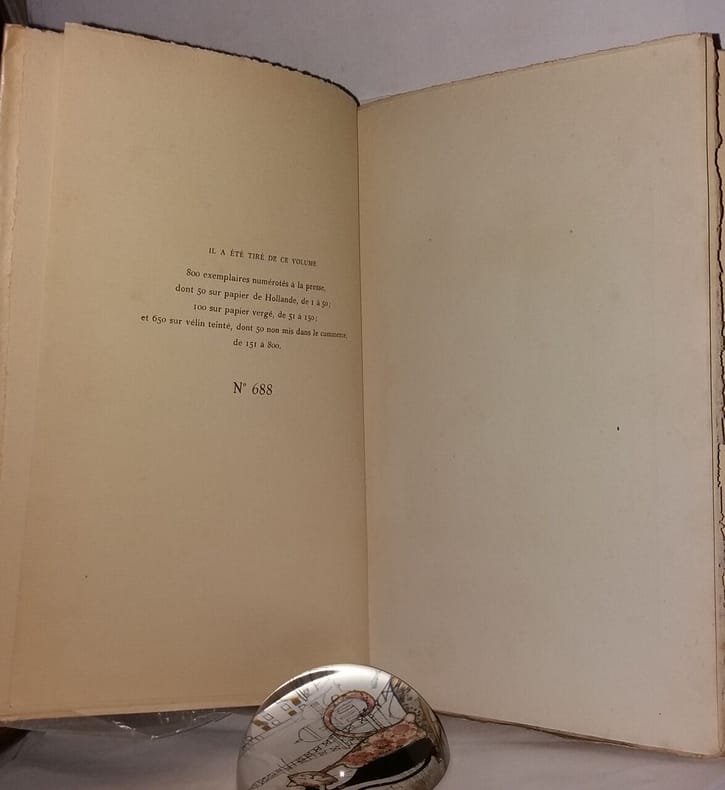 IL A ÉTÉ TIRÉ DE CE VOLUME
800 exemplaires numérotés à la presse,
dont 50 sur papier de Hollande, de 1 à 50;
100 sur papier vergé, de 51 à 150;
et 650 sur vélin teinté, dont 50 non mis dans le commerce,
de 151 à 800.
N° 688